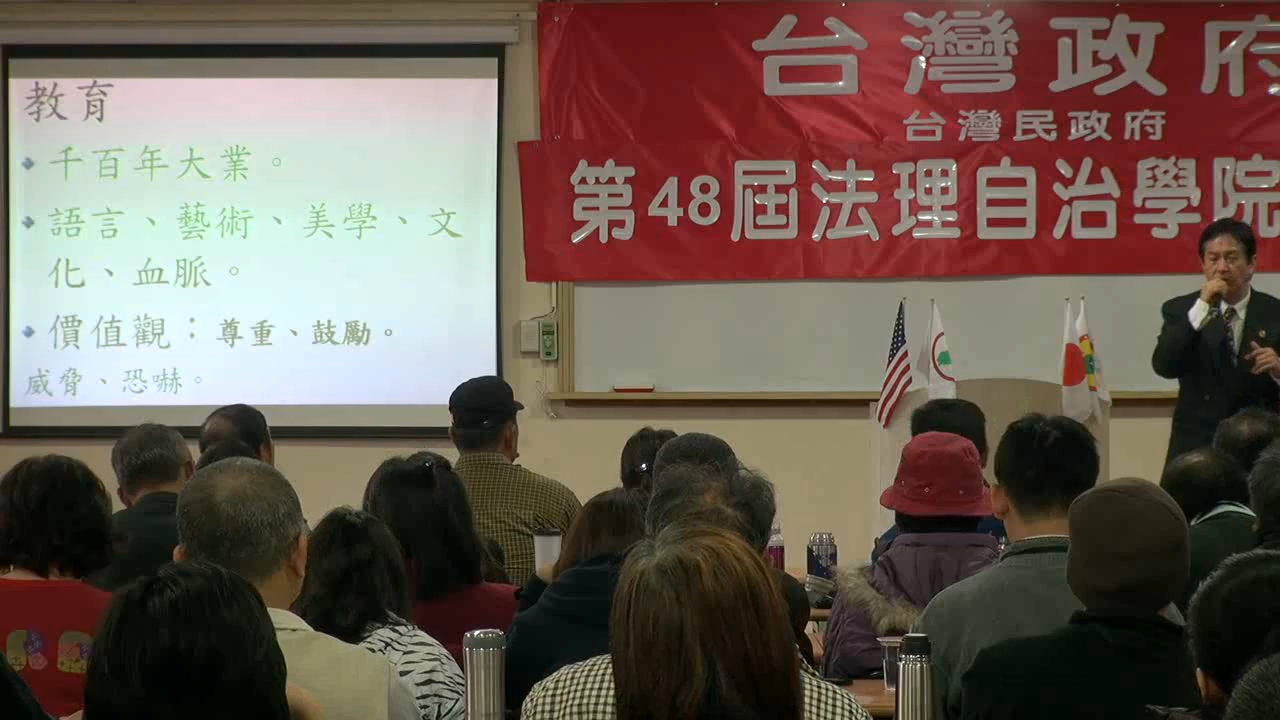 教育
千百年大業。
語言、藝術、美學、文
化、血脈。
價值觀：尊重、鼓勵。
威脅、恐嚇。
台灣政府
台灣民政府
第48屆法理自治學院